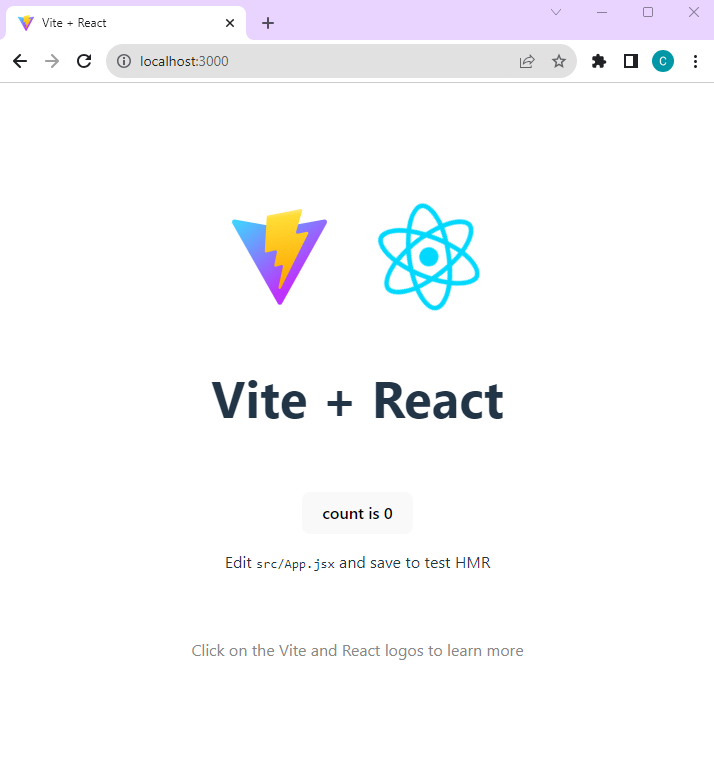 Vite + React
localhost:3000
C
Vite + React
count is 0
Edit src/App.jsx and save to test HMR
Click on the Vite and React logos to learn more